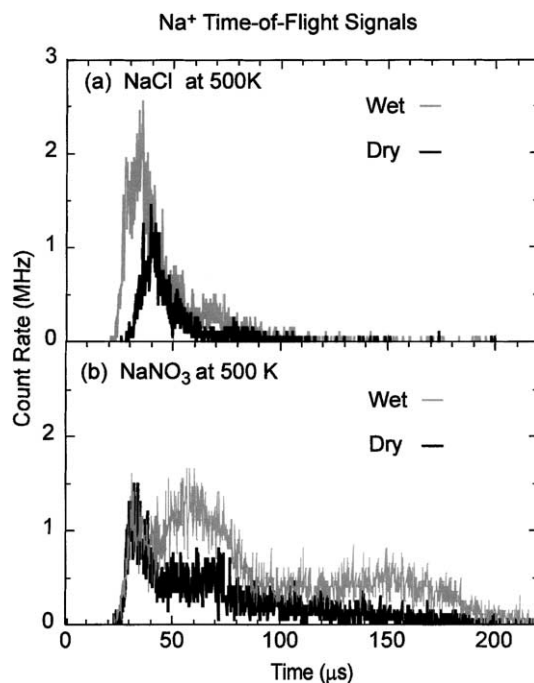 Na⁺ Time-of-Flight Signals
3
(a) NaCl at 500K
Wet
Dry
2
1
0
Count Rate (MHz)
(b) NaNO₃ at 500 K
Wet
Dry
2
1
0
0 50 100 150 200
Time (μs)